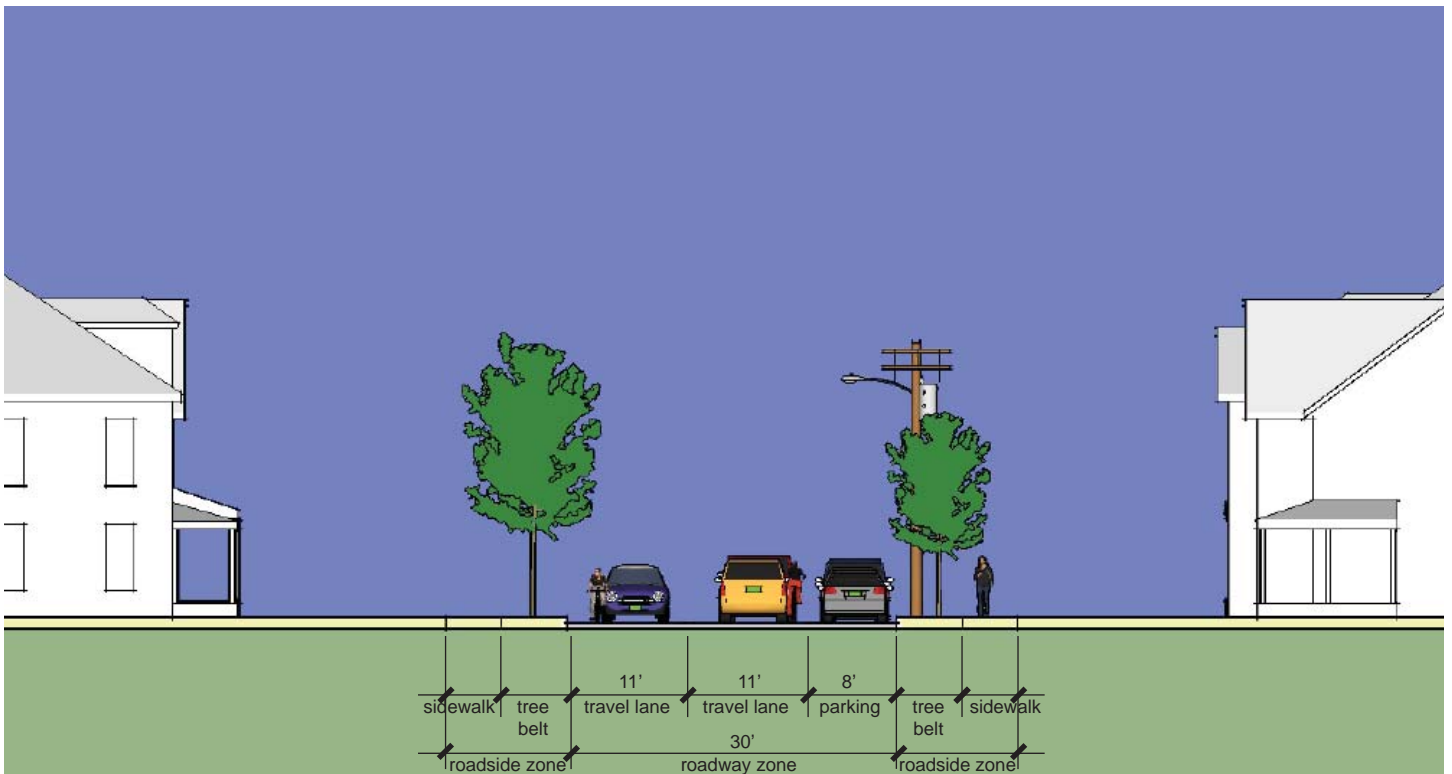 11’ 11’ 8’
sidewalk tree travel lane travel lane parking tree sidewalk
belt belt
30’
roadside zone roadway zone roadside zone